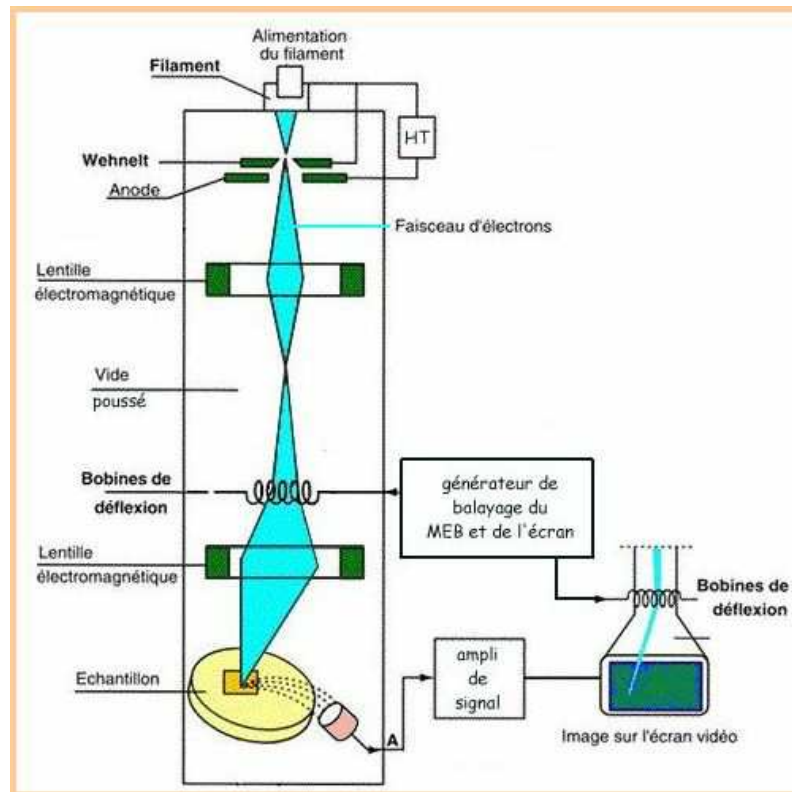 Alimentation
du filament
Filament
HT
Wehnelt
Anode
Faisceau d'électrons
Lentille
électromagnétique
Vide
poussé
Bobines de
déflexion
générateur de
balayage du
MEB et de l'écran
Lentille
électromagnétique
Bobines de
déflexion
Echantillon
ampli
de
signal
A
Image sur l'écran vidéo